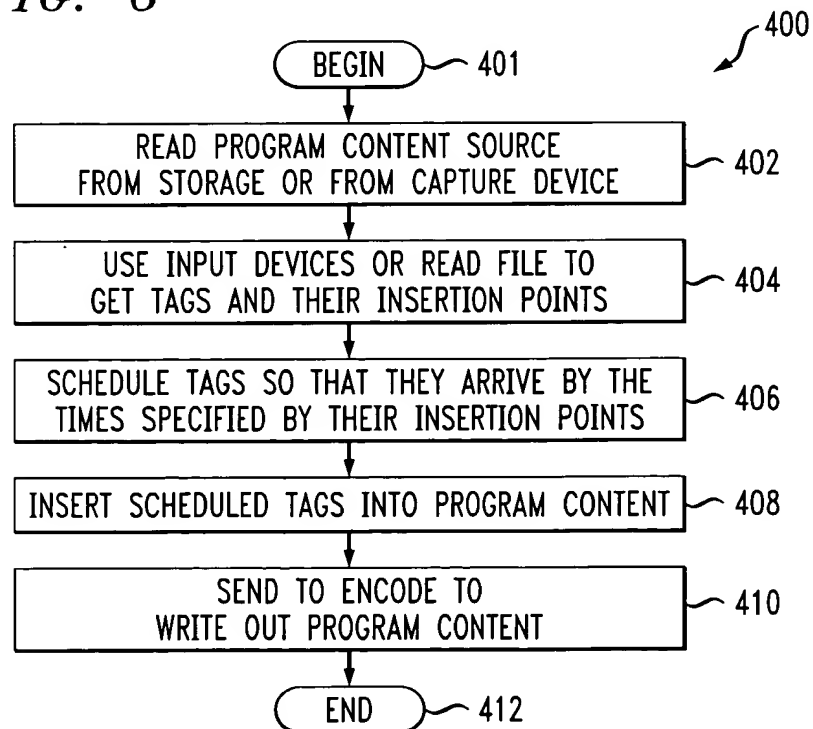 400
BEGIN 401
READ PROGRAM CONTENT SOURCE
FROM STORAGE OR FROM CAPTURE DEVICE
402
USE INPUT DEVICES OR READ FILE TO
GET TAGS AND THEIR INSERTION POINTS
404
SCHEDULE TAGS SO THAT THEY ARRIVE BY THE
TIMES SPECIFIED BY THEIR INSERTION POINTS
406
INSERT SCHEDULED TAGS INTO PROGRAM CONTENT 408
SEND TO ENCODE TO
WRITE OUT PROGRAM CONTENT
410
END 412